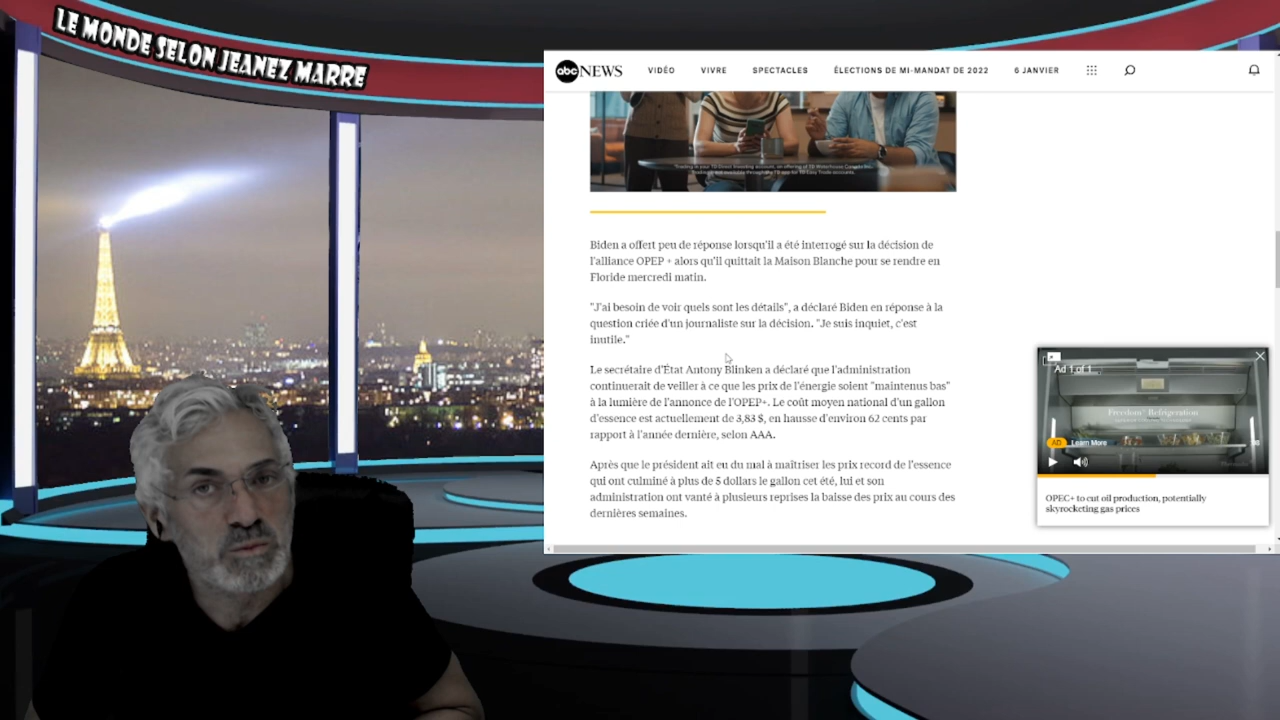 LE MONDE SELON JEANEZ MARRE
abc NEWS VIDÉO VIVRE SPECTACLES ÉLECTIONS DE MI-MANDAT DE 2022 6 JANVIER
Biden a offert peu de réponse lorsqu'il a été interrogé sur la décision de
l'alliance OPEP + alors qu'il quittait la Maison Blanche pour se rendre en
Floride mercredi matin.
"J'ai besoin de voir quels sont les détails", a déclaré Biden en réponse à la
question criée d'un journaliste sur la décision. "Je suis inquiet, c'est
inutile."
Le secrétaire d'État Antony Blinken a déclaré que l'administration
continuerait de veiller à ce que les prix de l'énergie soient "maintenus bas"
à la lumière de l'annonce de l'OPEP+. Le coût moyen national d'un gallon
d'essence est actuellement de 3,83 $, en hausse d'environ 62 cents par
rapport à l'année dernière, selon AAA.
Après que le président ait eu du mal à maîtriser les prix record de l'essence
qui ont culminé à plus de 5 dollars le gallon cet été, lui et son
administration ont vanté à plusieurs reprises la baisse des prix au cours des
dernières semaines.
Ad 1 of 1
Freedom® Refrigeration
AD Learn More
OPEC+ to cut oil production, potentially
skyrocketing gas prices